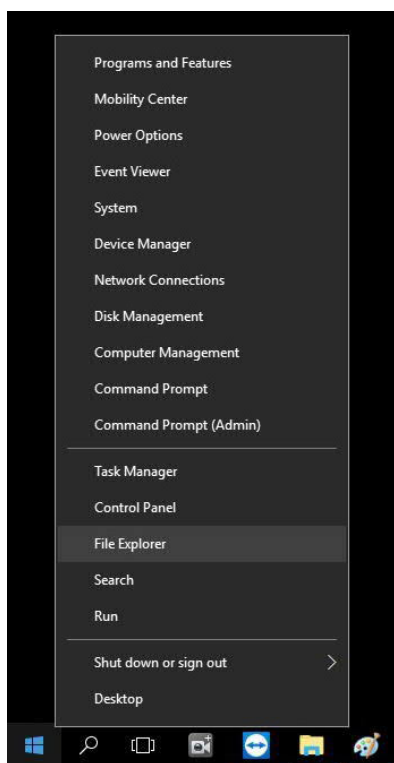 Programs and Features
Mobility Center
Power Options
Event Viewer
System
Device Manager
Network Connections
Disk Management
Computer Management
Command Prompt
Command Prompt (Admin)
Task Manager
Control Panel
File Explorer
Search
Run
Shut down or sign out
Desktop